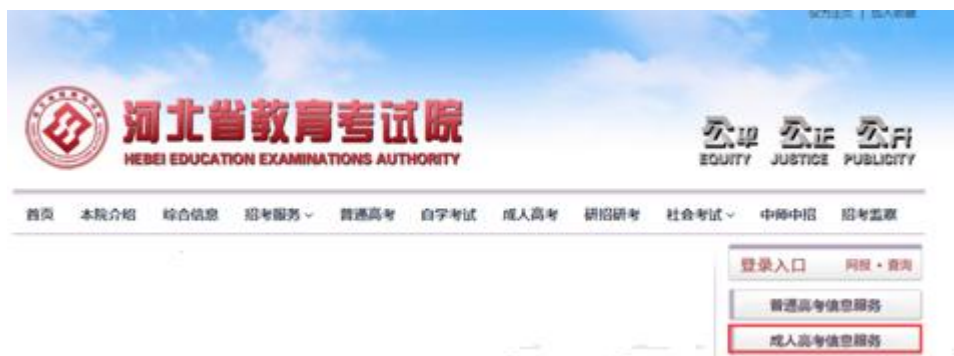 河北省教育考试院
HEBEI EDUCATION EXAMINATIONS AUTHORITY
公平 公正 公开
EQUITY JUSTICE PUBLICITY
首页 本院介绍 综合信息 招考服务 普通高考 自学考试 成人高考 研招研考 社会考试 中师中招 招考监察
登录入口 网报·查询
普通高考信息服务
成人高考信息服务